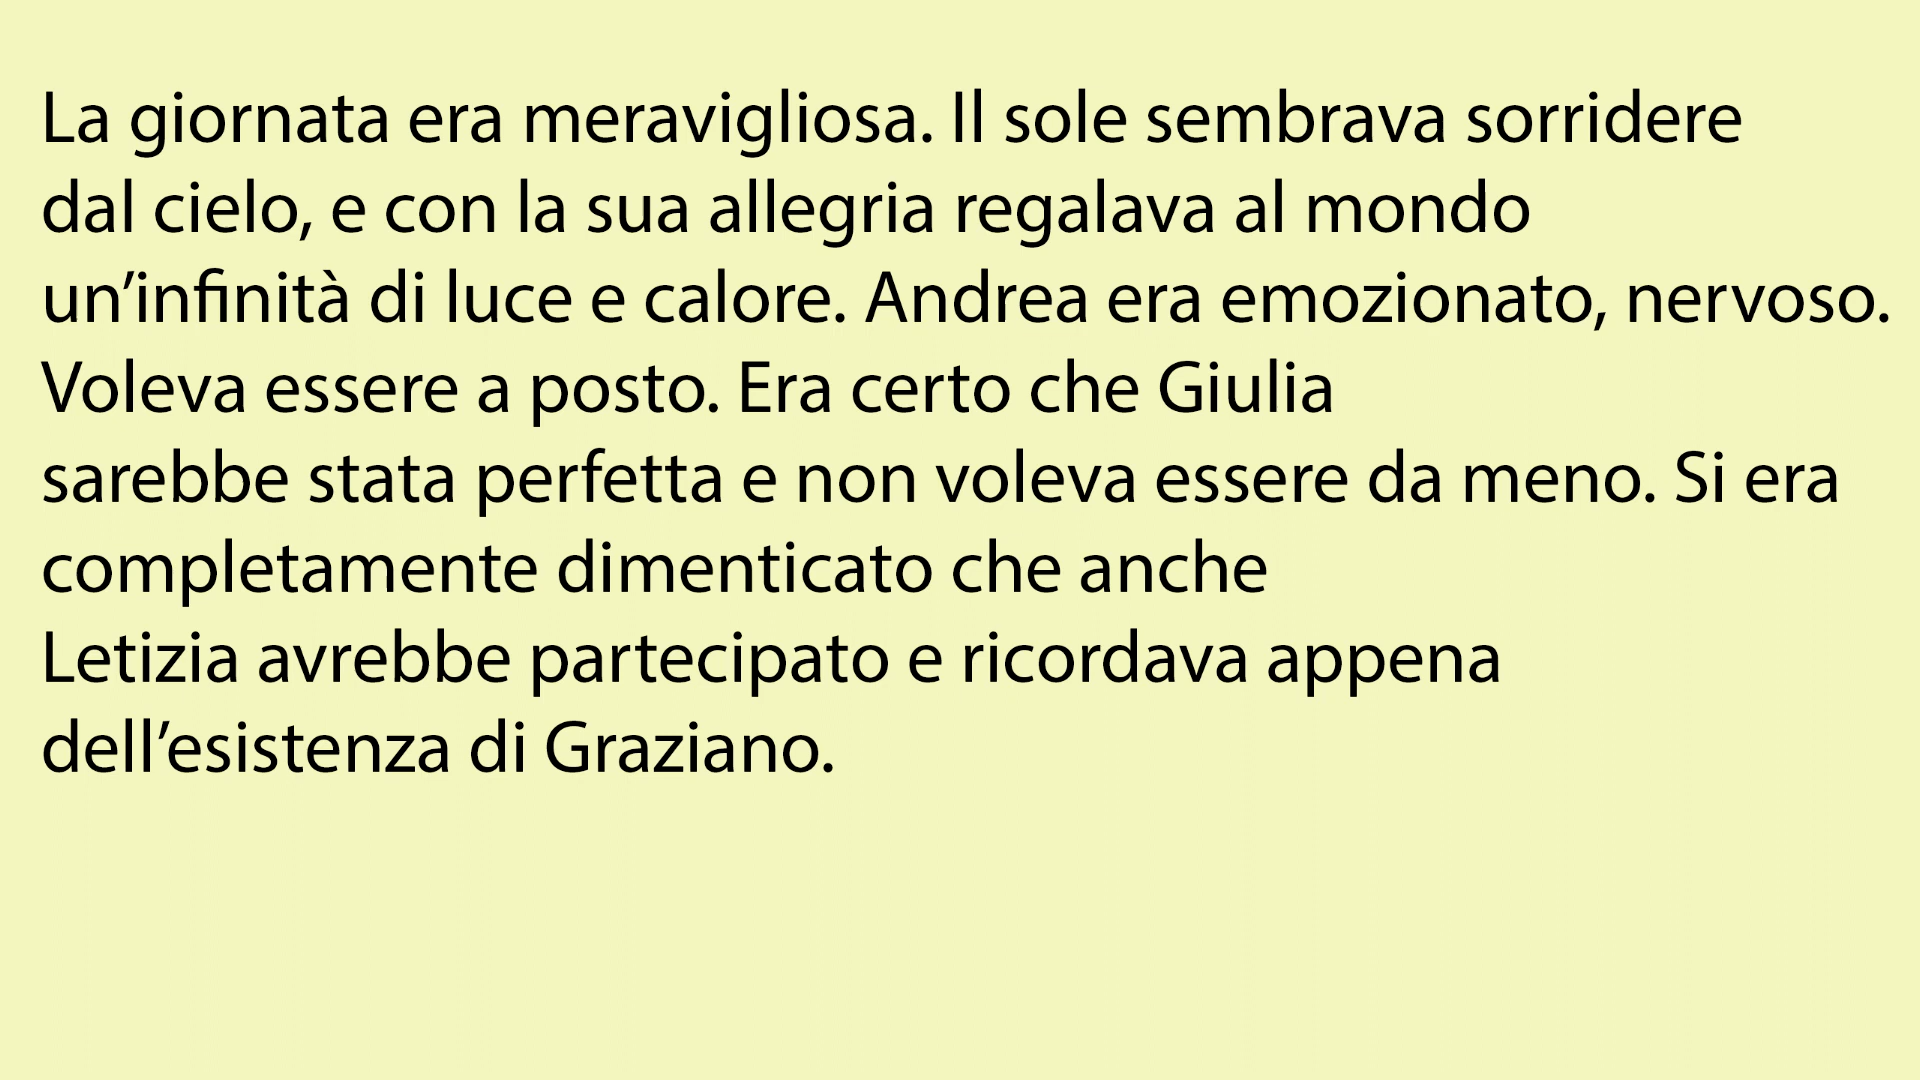 La giornata era meravigliosa. Il sole sembrava sorridere
dal cielo, e con la sua allegria regalava al mondo
un’infinità di luce e calore. Andrea era emozionato, nervoso.
Voleva essere a posto. Era certo che Giulia
sarebbe stata perfetta e non voleva essere da meno. Si era
completamente dimenticato che anche
Letizia avrebbe partecipato e ricordava appena
dell’esistenza di Graziano.